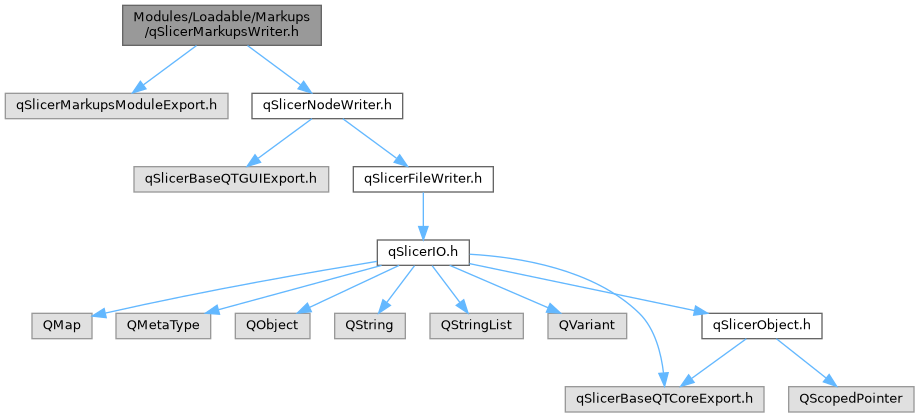 Modules/Loadable/Markups
/qSlicerMarkupsWriter.h
qSlicerMarkupsModuleExport.h
qSlicerNodeWriter.h
qSlicerBaseQTGUIExport.h
qSlicerFileWriter.h
qSlicerIO.h
QMap
QMetaType
QObject
QString
QStringList
QVariant
qSlicerObject.h
qSlicerBaseQTCoreExport.h
QScopedPointer